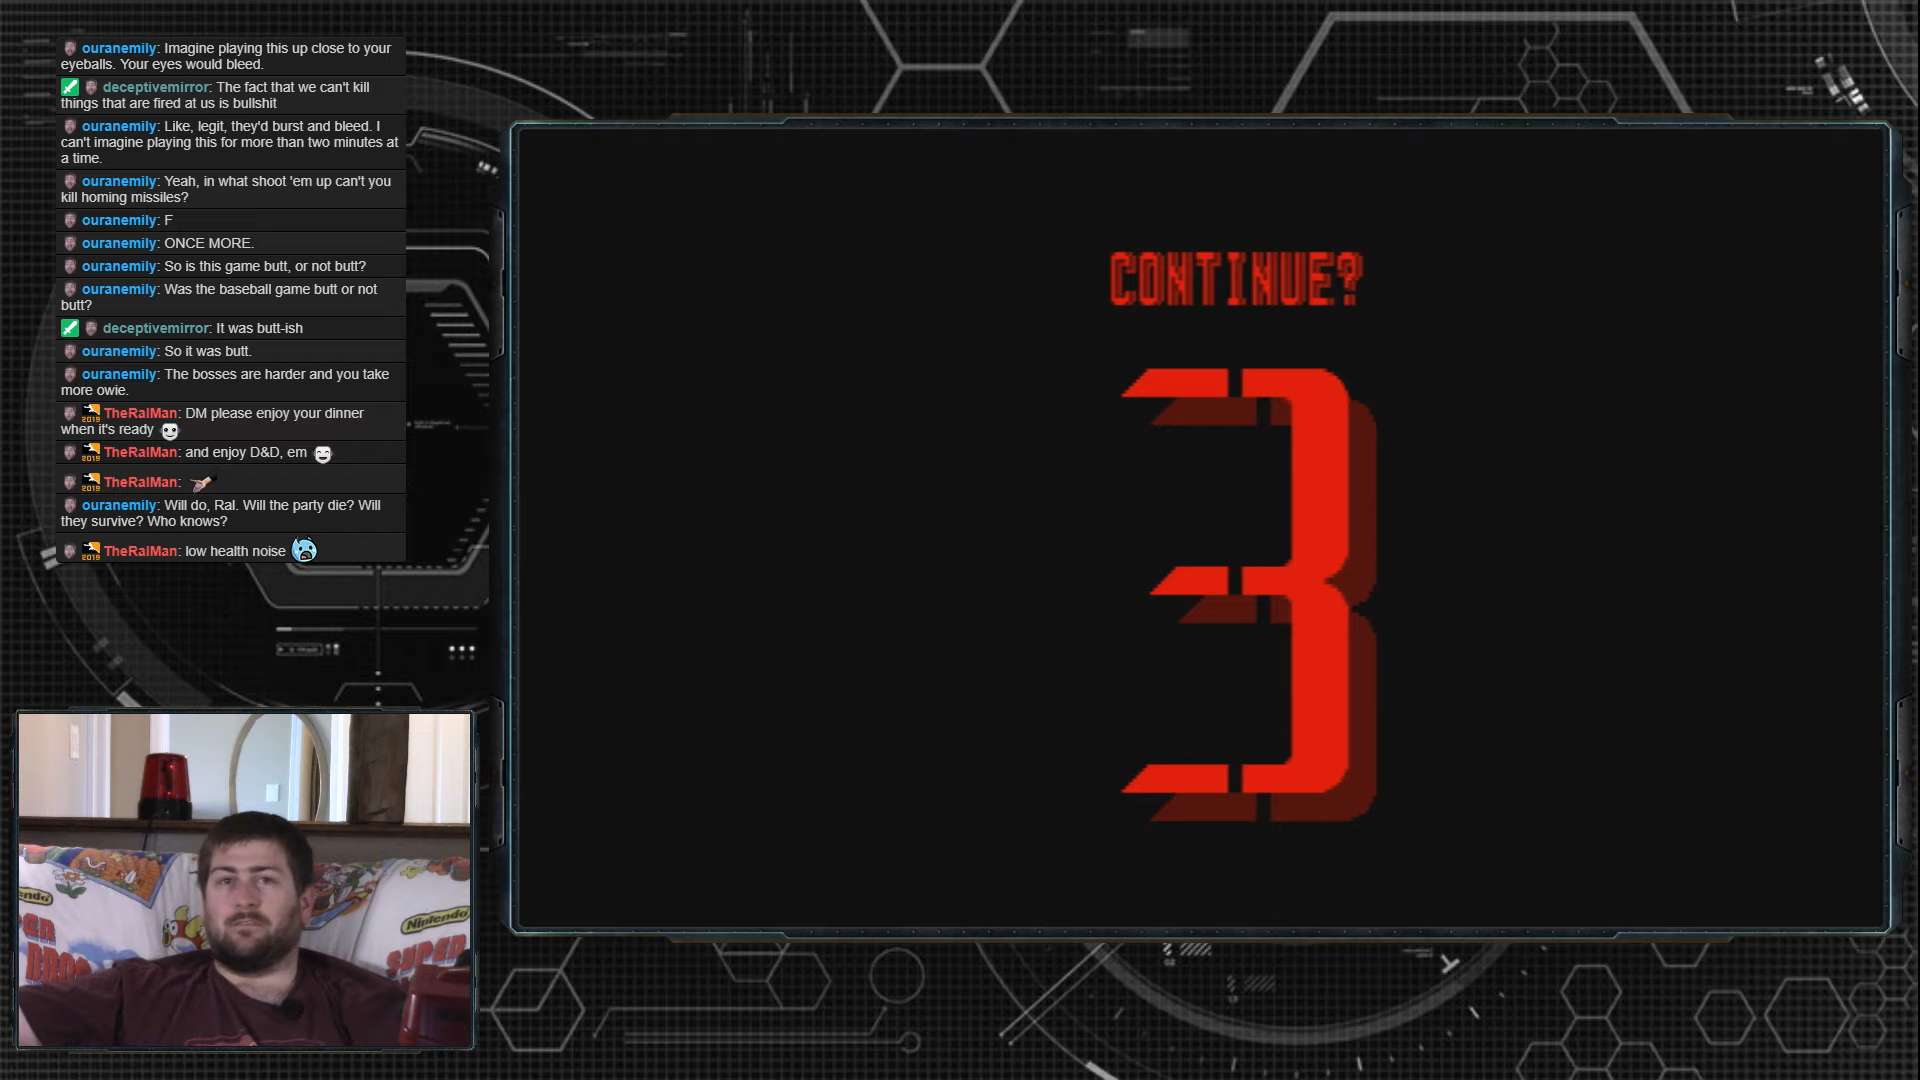 ouranemily: Imagine playing this up close to your
eyeballs. Your eyes would bleed.
deceptivemirror: The fact that we can't kill
things that are fired at us is bullshit
ouranemily: Like, legit, they'd burst and bleed. I
can't imagine playing this for more than two minutes at
a time.
ouranemily: Yeah, in what shoot 'em up can't you
kill homing missiles?
ouranemily: F
ouranemily: ONCE MORE.
ouranemily: So is this game butt, or not butt?
ouranemily: Was the baseball game butt or not
butt?
deceptivemirror: It was butt-ish
ouranemily: So it was butt.
ouranemily: The bosses are harder and you take
more owie.
2019 TheRalMan: DM please enjoy your dinner
when it's ready
2019 TheRalMan: and enjoy D&D, em
2019 TheRalMan:
ouranemily: Will do, Ral. Will the party die? Will
they survive? Who knows?
2019 TheRalMan: low health noise
CONTINUE?
3
Nintendo
SUPER